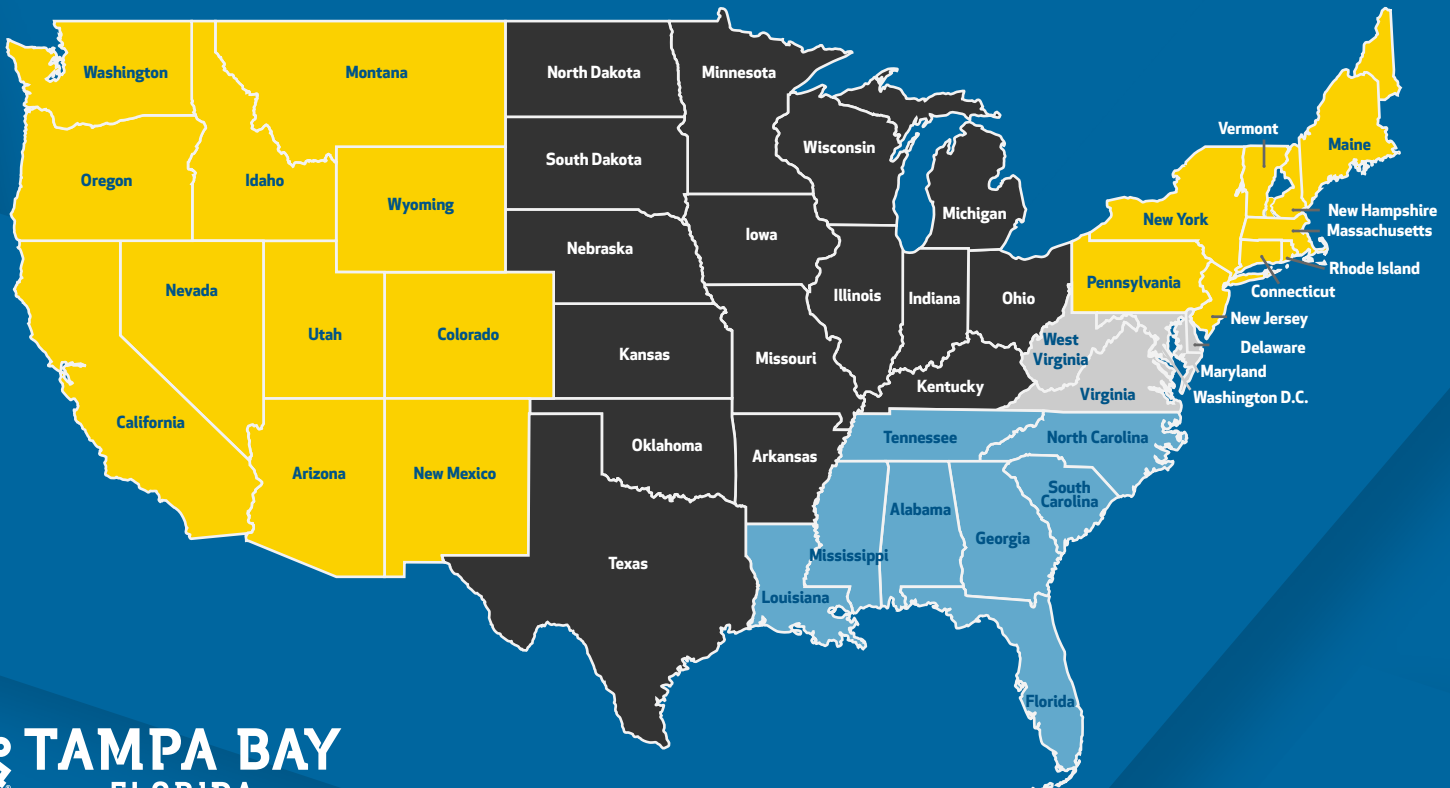 Washington
Montana
North Dakota
Minnesota
Vermont
Wisconsin
Maine
South Dakota
Oregon
Idaho
Wyoming
Michigan
New York
New Hampshire
Massachusetts
Iowa
Nebraska
Rhode Island
Nevada
Pennsylvania
Connecticut
Illinois
Indiana
Ohio
New Jersey
Utah
Colorado
West
Virginia
Delaware
Kansas
Missouri
Maryland
Kentucky
Virginia
Washington D.C.
California
Tennessee
North Carolina
Oklahoma
Arkansas
Arizona
New Mexico
South
Carolina
Alabama
Georgia
Mississippi
Texas
Louisiana
Florida
TAMPA BAY
FLORIDA